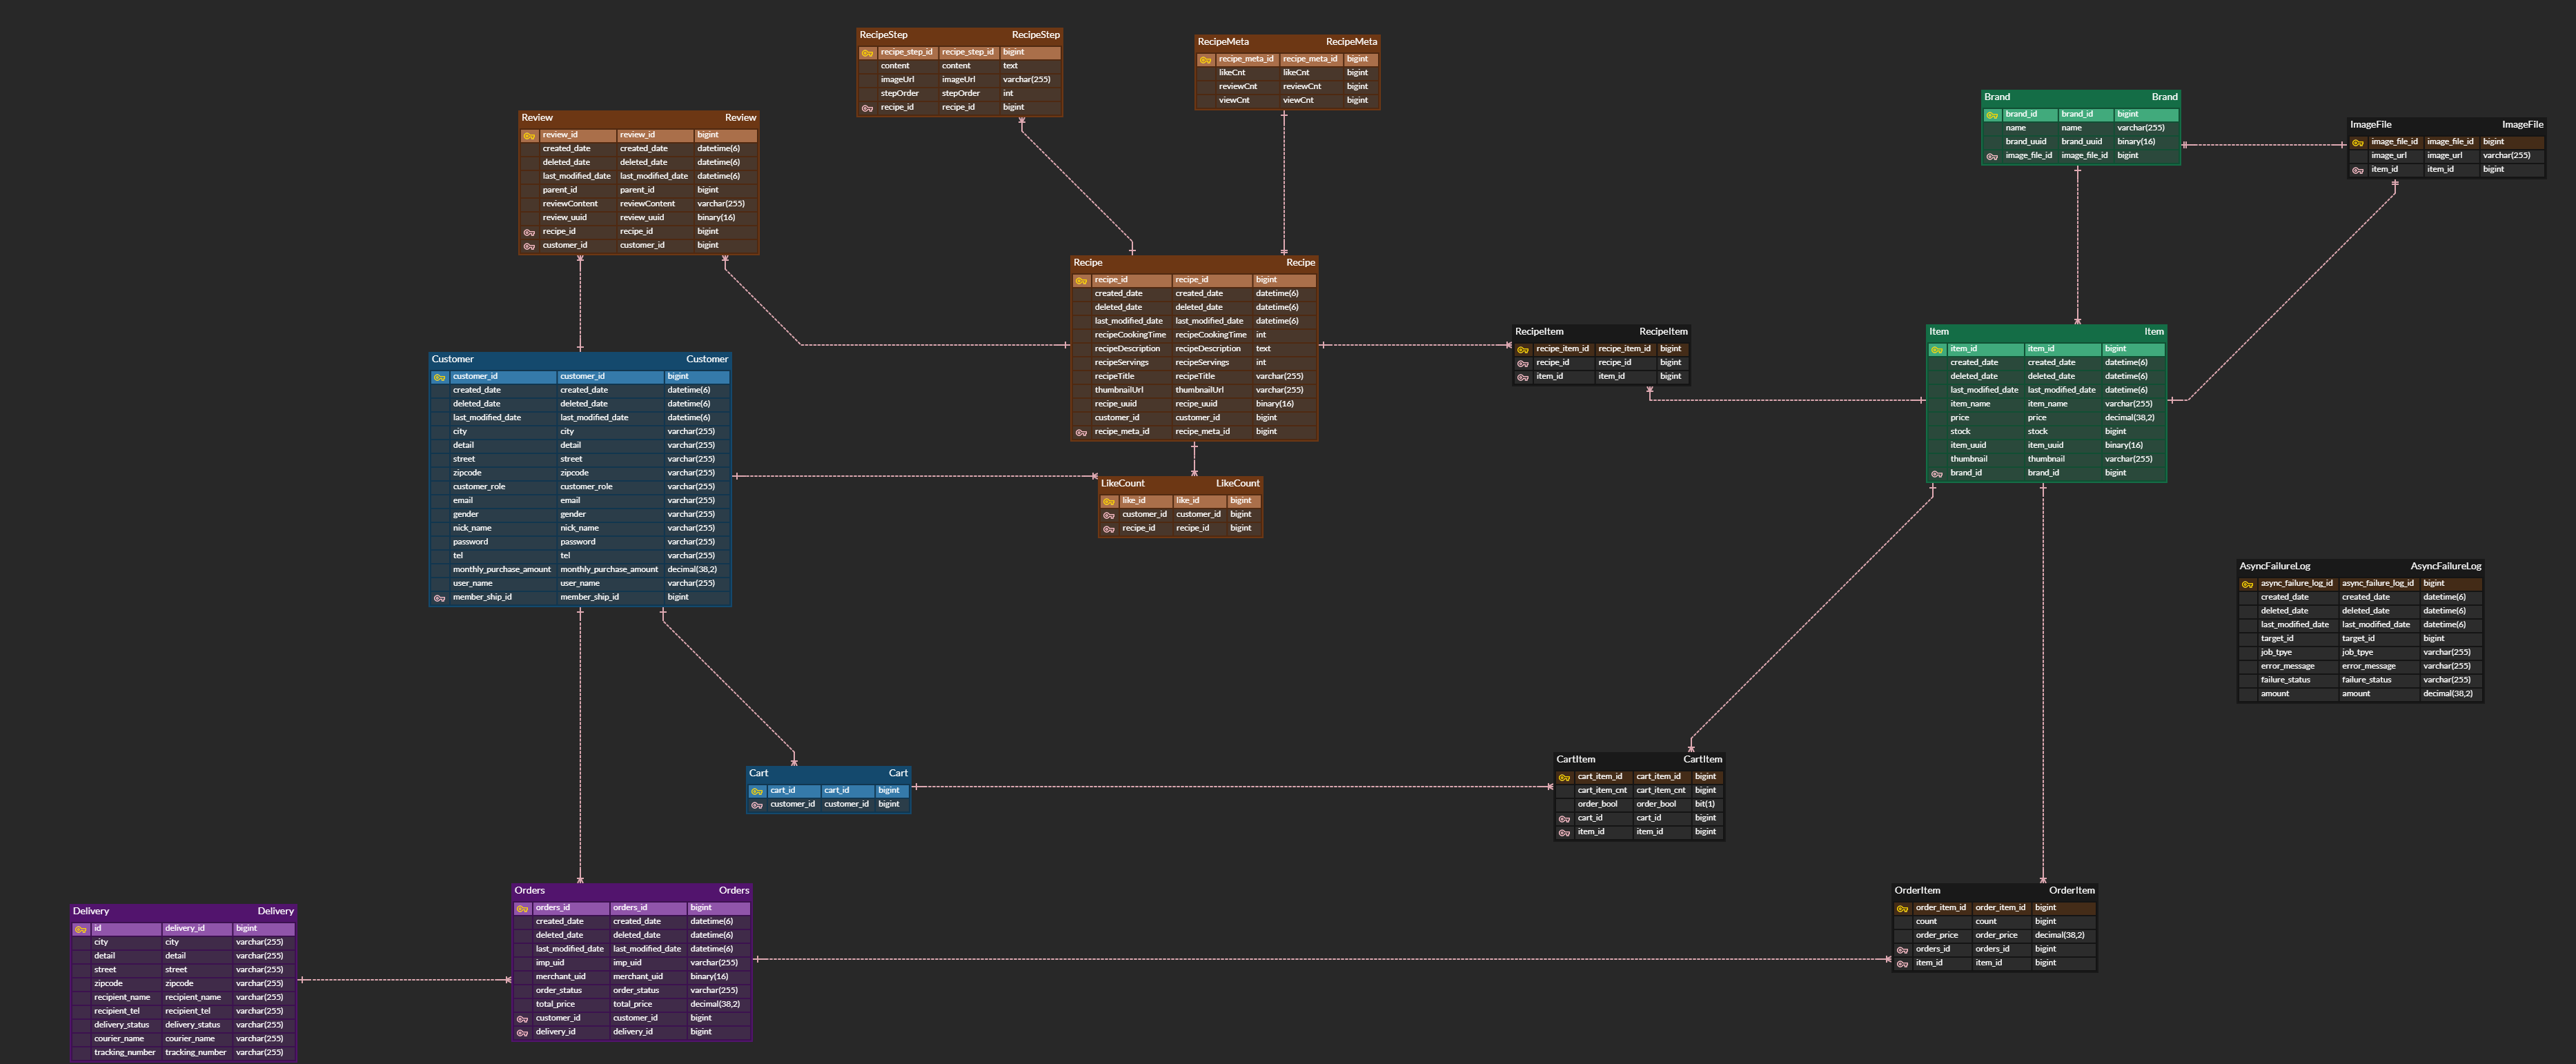 RecipeStep RecipeStep
recipe_step_id recipe_step_id bigint
content content text
imageUrl imageUrl varchar(255)
stepOrder stepOrder int
recipe_id recipe_id bigint
RecipeMeta RecipeMeta
recipe_meta_id recipe_meta_id bigint
likeCnt likeCnt bigint
reviewCnt reviewCnt bigint
viewCnt viewCnt bigint
Brand Brand
brand_id brand_id bigint
name name varchar(255)
brand_uuid brand_uuid binary(16)
image_file_id image_file_id bigint
ImageFile ImageFile
image_file_id image_file_id bigint
image_url image_url varchar(255)
item_id item_id bigint
Review Review
review_id review_id bigint
created_date created_date datetime(6)
deleted_date deleted_date datetime(6)
last_modified_date last_modified_date datetime(6)
parent_id parent_id bigint
reviewContent reviewContent varchar(255)
review_uuid review_uuid binary(16)
recipe_id recipe_id bigint
customer_id customer_id bigint
Recipe Recipe
recipe_id recipe_id bigint
created_date created_date datetime(6)
deleted_date deleted_date datetime(6)
last_modified_date last_modified_date datetime(6)
recipeCookingTime recipeCookingTime int
recipeDescription recipeDescription text
recipeServings recipeServings int
recipeTitle recipeTitle varchar(255)
thumbnailUrl thumbnailUrl varchar(255)
recipe_uuid recipe_uuid binary(16)
customer_id customer_id bigint
recipe_meta_id recipe_meta_id bigint
RecipeItem RecipeItem
recipe_item_id recipe_item_id bigint
recipe_id recipe_id bigint
item_id item_id bigint
Item Item
item_id item_id bigint
created_date created_date datetime(6)
deleted_date deleted_date datetime(6)
last_modified_date last_modified_date datetime(6)
item_name item_name varchar(255)
price price decimal(38,2)
stock stock bigint
item_uuid item_uuid binary(16)
thumbnail thumbnail varchar(255)
brand_id brand_id bigint
Customer Customer
customer_id customer_id bigint
created_date created_date datetime(6)
deleted_date deleted_date datetime(6)
last_modified_date last_modified_date datetime(6)
city city varchar(255)
detail detail varchar(255)
street street varchar(255)
zipcode zipcode varchar(255)
customer_role customer_role varchar(255)
email email varchar(255)
gender gender varchar(255)
nick_name nick_name varchar(255)
password password varchar(255)
tel tel varchar(255)
monthly_purchase_amount monthly_purchase_amount decimal(38,2)
user_name user_name varchar(255)
member_ship_id member_ship_id bigint
LikeCount LikeCount
like_id like_id bigint
customer_id customer_id bigint
recipe_id recipe_id bigint
AsyncFailureLog AsyncFailureLog
async_failure_log_id async_failure_log_id bigint
created_date created_date datetime(6)
deleted_date deleted_date datetime(6)
last_modified_date last_modified_date datetime(6)
target_id target_id bigint
job_tpye job_tpye varchar(255)
error_message error_message varchar(255)
failure_status failure_status varchar(255)
amount amount decimal(38,2)
Cart Cart
cart_id cart_id bigint
customer_id customer_id bigint
CartItem CartItem
cart_item_id cart_item_id bigint
cart_item_cnt cart_item_cnt bigint
order_bool order_bool bit(1)
cart_id cart_id bigint
item_id item_id bigint
Delivery Delivery
id delivery_id bigint
city city varchar(255)
detail detail varchar(255)
street street varchar(255)
zipcode zipcode varchar(255)
recipient_name recipient_name varchar(255)
recipient_tel recipient_tel varchar(255)
delivery_status delivery_status varchar(255)
courier_name courier_name varchar(255)
tracking_number tracking_number varchar(255)
Orders Orders
orders_id orders_id bigint
created_date created_date datetime(6)
deleted_date deleted_date datetime(6)
last_modified_date last_modified_date datetime(6)
imp_uid imp_uid varchar(255)
merchant_uid merchant_uid binary(16)
order_status order_status varchar(255)
total_price total_price decimal(38,2)
customer_id customer_id bigint
delivery_id delivery_id bigint
OrderItem OrderItem
order_item_id order_item_id bigint
count count bigint
order_price order_price decimal(38,2)
orders_id orders_id bigint
item_id item_id bigint